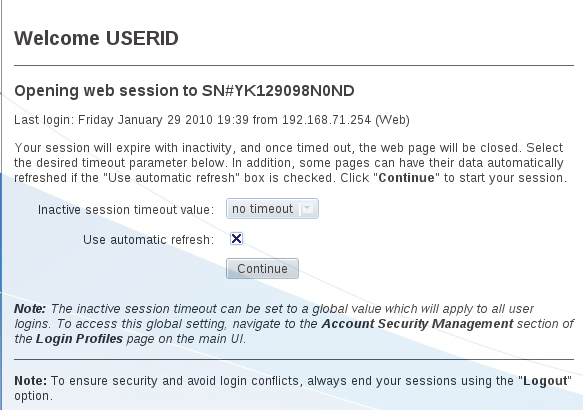 Welcome USERID
Opening web session to SN#YK129098N0ND
Last login: Friday January 29 2010 19:39 from 192.168.71.254 (Web)
Your session will expire with inactivity, and once timed out, the web page will be closed. Select
the desired timeout parameter below. In addition, some pages can have their data automatically
refreshed if the "Use automatic refresh" box is checked. Click "Continue" to start your session.
Inactive session timeout value: no timeout
Use automatic refresh:
Continue
Note: The inactive session timeout can be set to a global value which will apply to all user
logins. To access this global setting, navigate to the Account Security Management section of
the Login Profiles page on the main UI.
Note: To ensure security and avoid login conflicts, always end your sessions using the "Logout"
option.